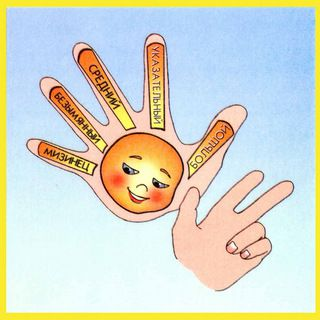 МИЗИНЕЦ
БЕЗЫМЯННЫЙ
СРЕДНИЙ
УКАЗАТЕЛЬНЫЙ
БОЛЬШОЙ